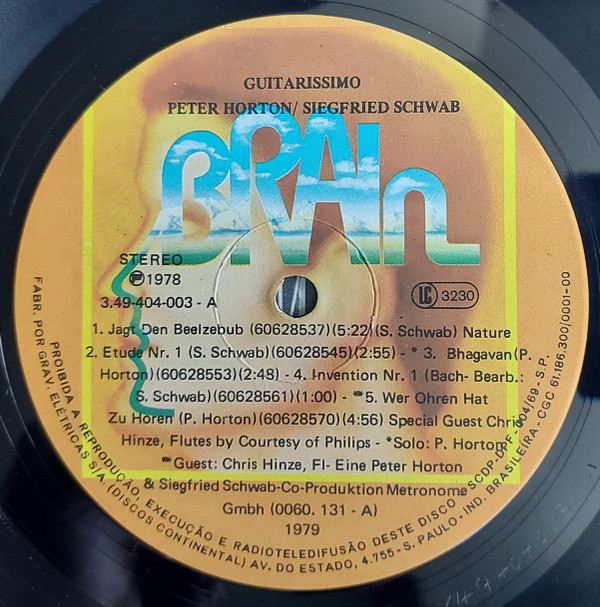 GUITARISSIMO
PETER HORTON/ SIEGFRIED SCHWAB
BRAIn
STEREO
Ⓟ1978
3.49-404-003 - A
LC 3230
1. Jagt Den Beelzebub (60628537)(5:22)(S. Schwab) Nature
2. Etude Nr. 1 (S. Schwab)(60628545)(2:55) - * 3. Bhagavan(P.
Horton)(60628553)(2:48) - 4. Invention Nr. 1 (Bach- Bearb.:
S. Schwab)(60628561)(1:00) - **5. Wer Ohren Hat
Zu Horen (P. Horton)(60628570)(4:56) Special Guest Chris
Hinze, Flutes by Courtesy of Philips - *Solo: P. Horton
**Guest: Chris Hinze, Fl- Eine Peter Horton
& Siegfried Schwab-Co-Produktion Metronome
Gmbh (0060. 131 - A)
1979
PROIBIDA A REPRODUÇÃO, EXECUÇÃO E RADIOTELEDIFUSÃO DESTE DISCO - SCDP-DPF-004/69 - S.P.
FABR. POR GRAV. ELÉTRICAS S/A. (DISCOS CONTINENTAL) AV. DO ESTADO, 4.755 - S. PAULO - IND. BRASILEIRA - CGC 61.186.300/0001-00